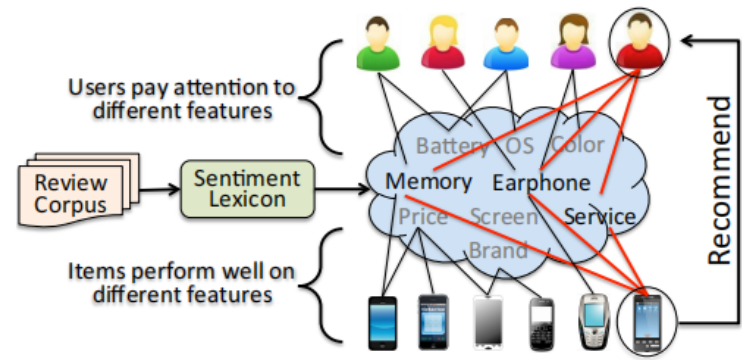 Users pay attention to
different features
Battery OS Color
Review
Corpus
Sentiment
Lexicon
Memory Earphone
Price Screen Service
Brand
Items perform well on
different features
Recommend